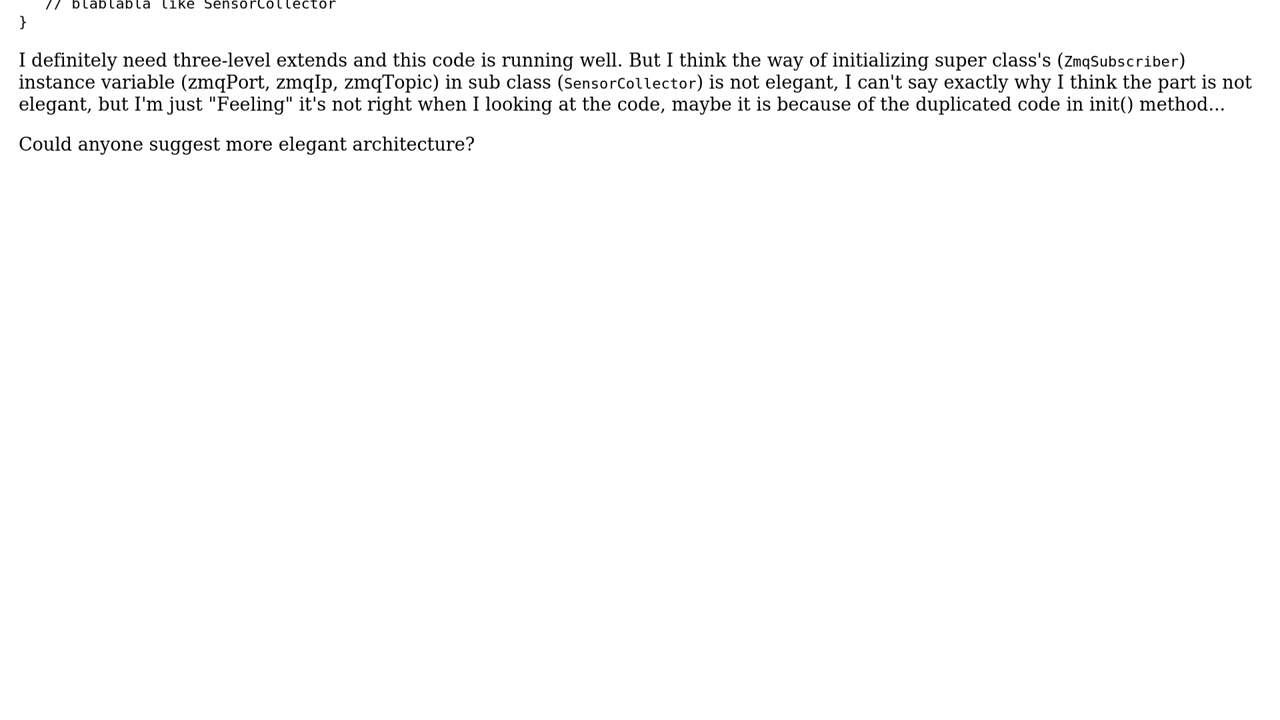 // blablabla like SensorCollector
}
I definitely need three-level extends and this code is running well. But I think the way of initializing super class's (ZmqSubscriber)
instance variable (zmqPort, zmqIp, zmqTopic) in sub class (SensorCollector) is not elegant, I can't say exactly why I think the part is not
elegant, but I'm just "Feeling" it's not right when I looking at the code, maybe it is because of the duplicated code in init() method...
Could anyone suggest more elegant architecture?